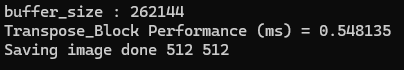 buffer_size : 262144
Transpose_Block Performance (ms) = 0.548135
Saving image done 512 512